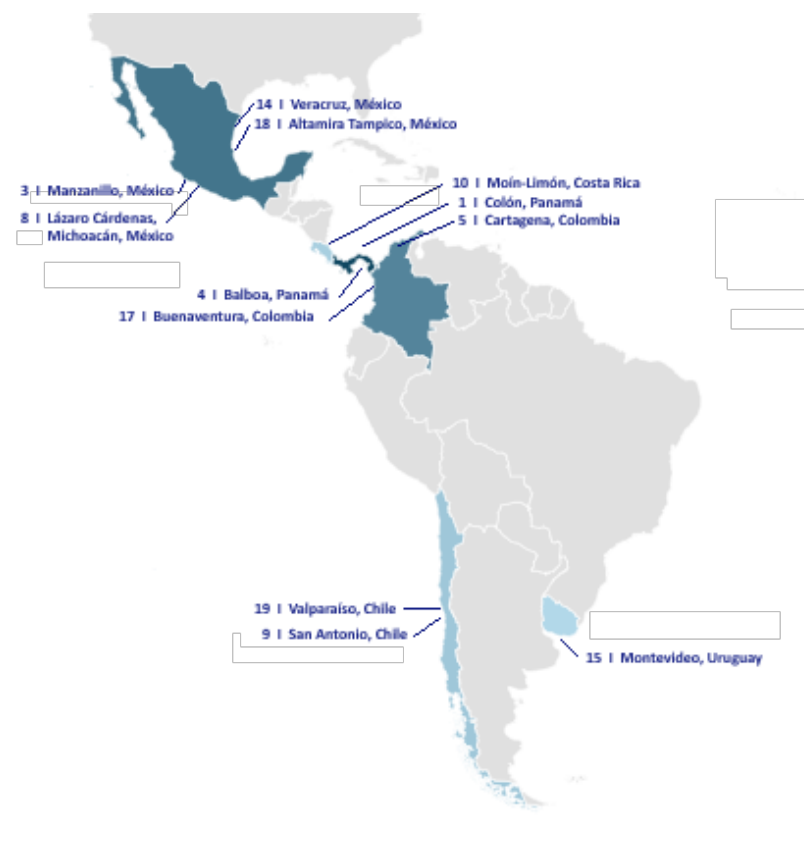 14 I Veracruz, México
18 I Altamira Tampico, México
10 I Moín-Limón, Costa Rica
3 I Manzanillo, México
1 I Colón, Panamá
8 I Lázaro Cárdenas,
5 I Cartagena, Colombia
Michoacán, México
4 I Balboa, Panamá
17 I Buenaventura, Colombia
19 I Valparaíso, Chile
9 I San Antonio, Chile
15 I Montevideo, Uruguay